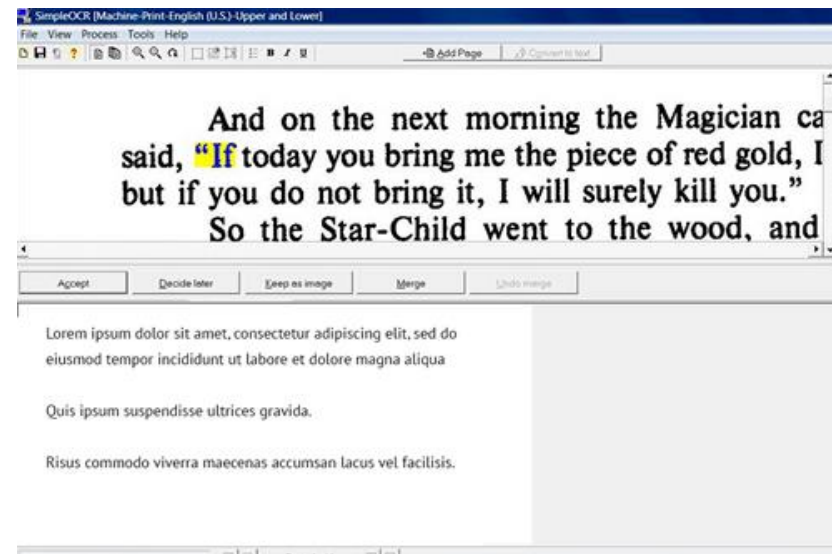 SimpleOCR [Machine-Print-English (U.S.)-Upper and Lower]
File View Process Tools Help
B I U Add Page Convert to text
And on the next morning the Magician ca
said, “If today you bring me the piece of red gold, I
but if you do not bring it, I will surely kill you.”
So the Star-Child went to the wood, and
Accept Decide later Keep as image Merge Undo merge
Lorem ipsum dolor sit amet, consectetur adipiscing elit, sed do
eiusmod tempor incididunt ut labore et dolore magna aliqua
Quis ipsum suspendisse ultrices gravida.
Risus commodo viverra maecenas accumsan lacus vel facilisis.